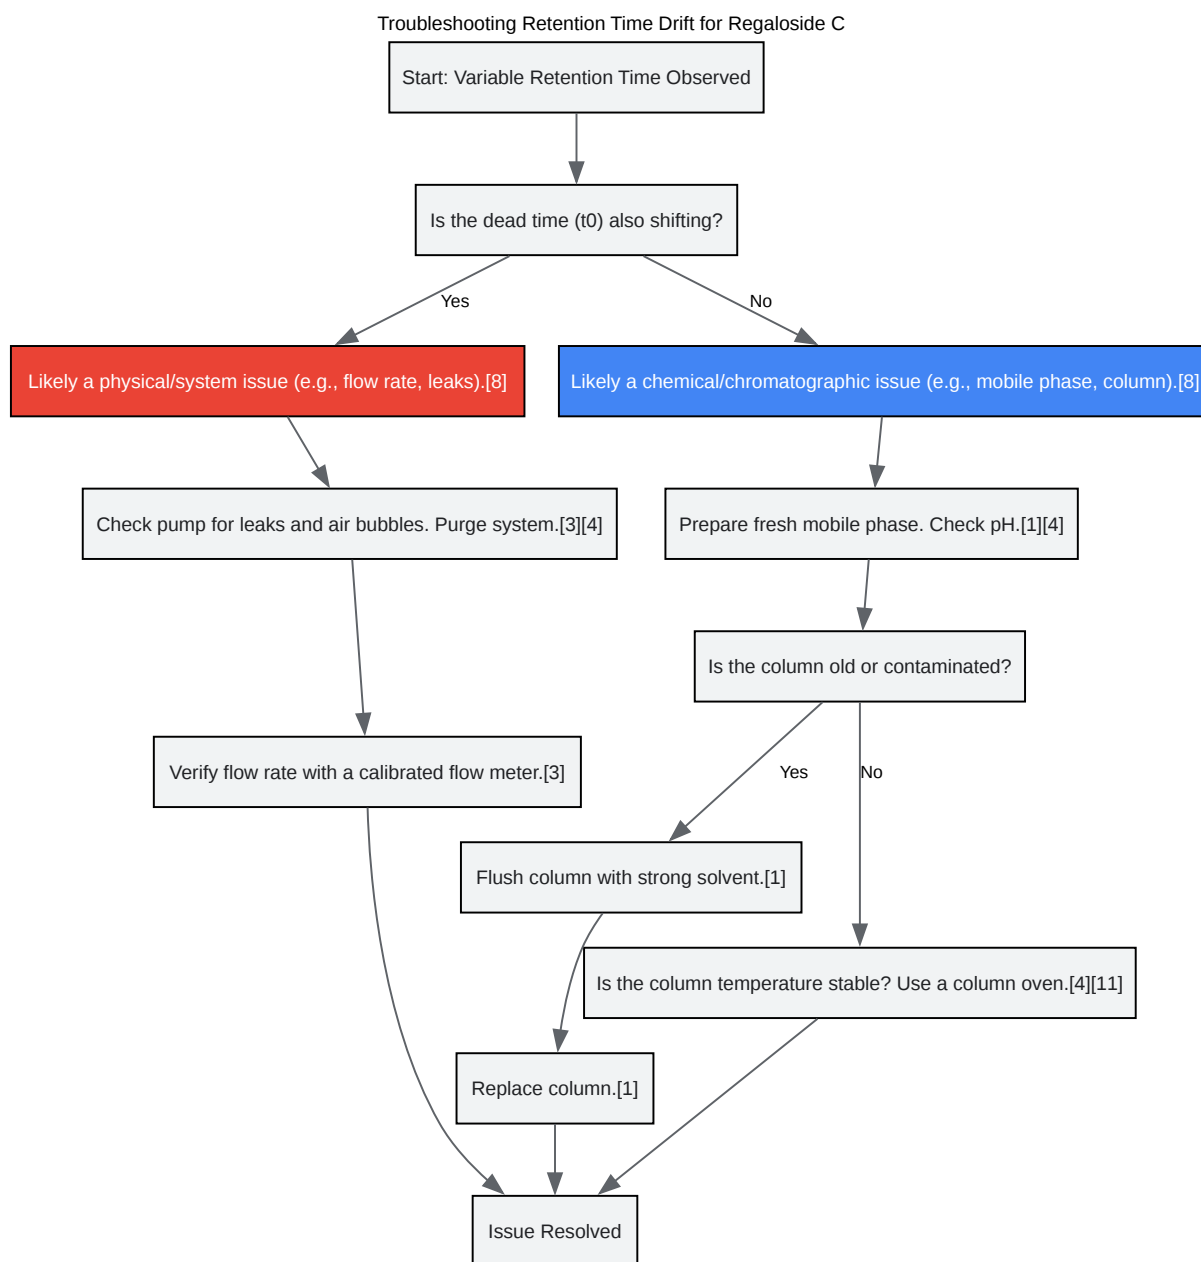 Troubleshooting Retention Time Drift for Regaloside C
Start: Variable Retention Time Observed
Is the dead time (t0) also shifting?
Yes
No
Likely a physical/system issue (e.g., flow rate, leaks).[8]
Likely a chemical/chromatographic issue (e.g., mobile phase, column).[8]
Check pump for leaks and air bubbles. Purge system.[3][4]
Prepare fresh mobile phase. Check pH.[1][4]
Is the column old or contaminated?
Verify flow rate with a calibrated flow meter.[3]
Yes
No
Flush column with strong solvent.[1]
Is the column temperature stable? Use a column oven.[4][11]
Replace column.[1]
Issue Resolved